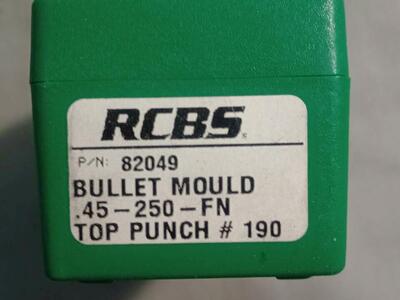 RCBS
P/N: 82049
BULLET MOULD
.45-250-FN
TOP PUNCH # 190